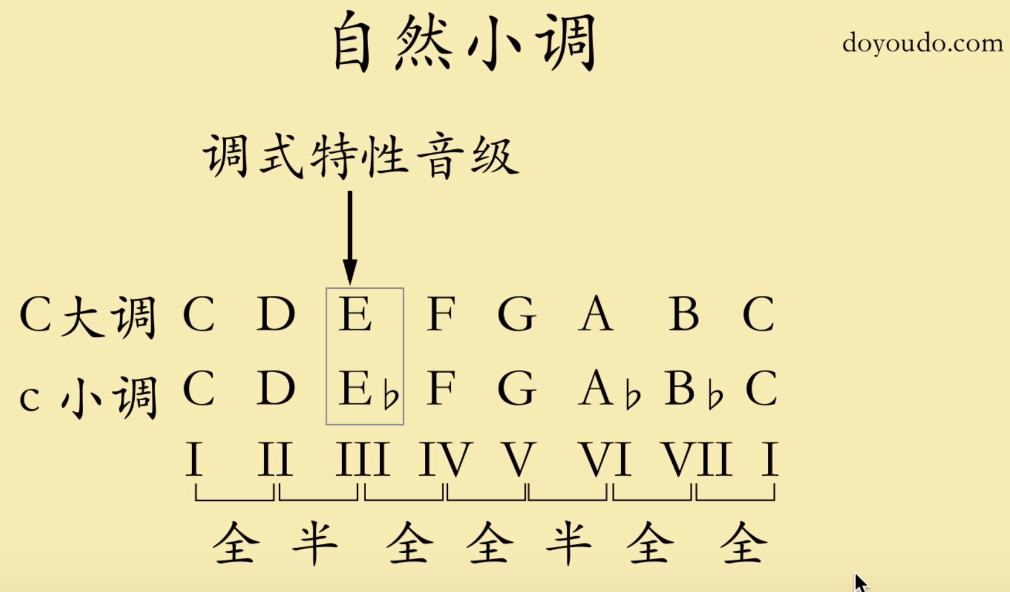 自然小调
doyoudo.com
调式特性音级
C大调 C D E F G A B C
c 小调 C D E♭ F G A♭ B♭ C
I II III IV V VI VII I
全 半 全 全 半 全 全